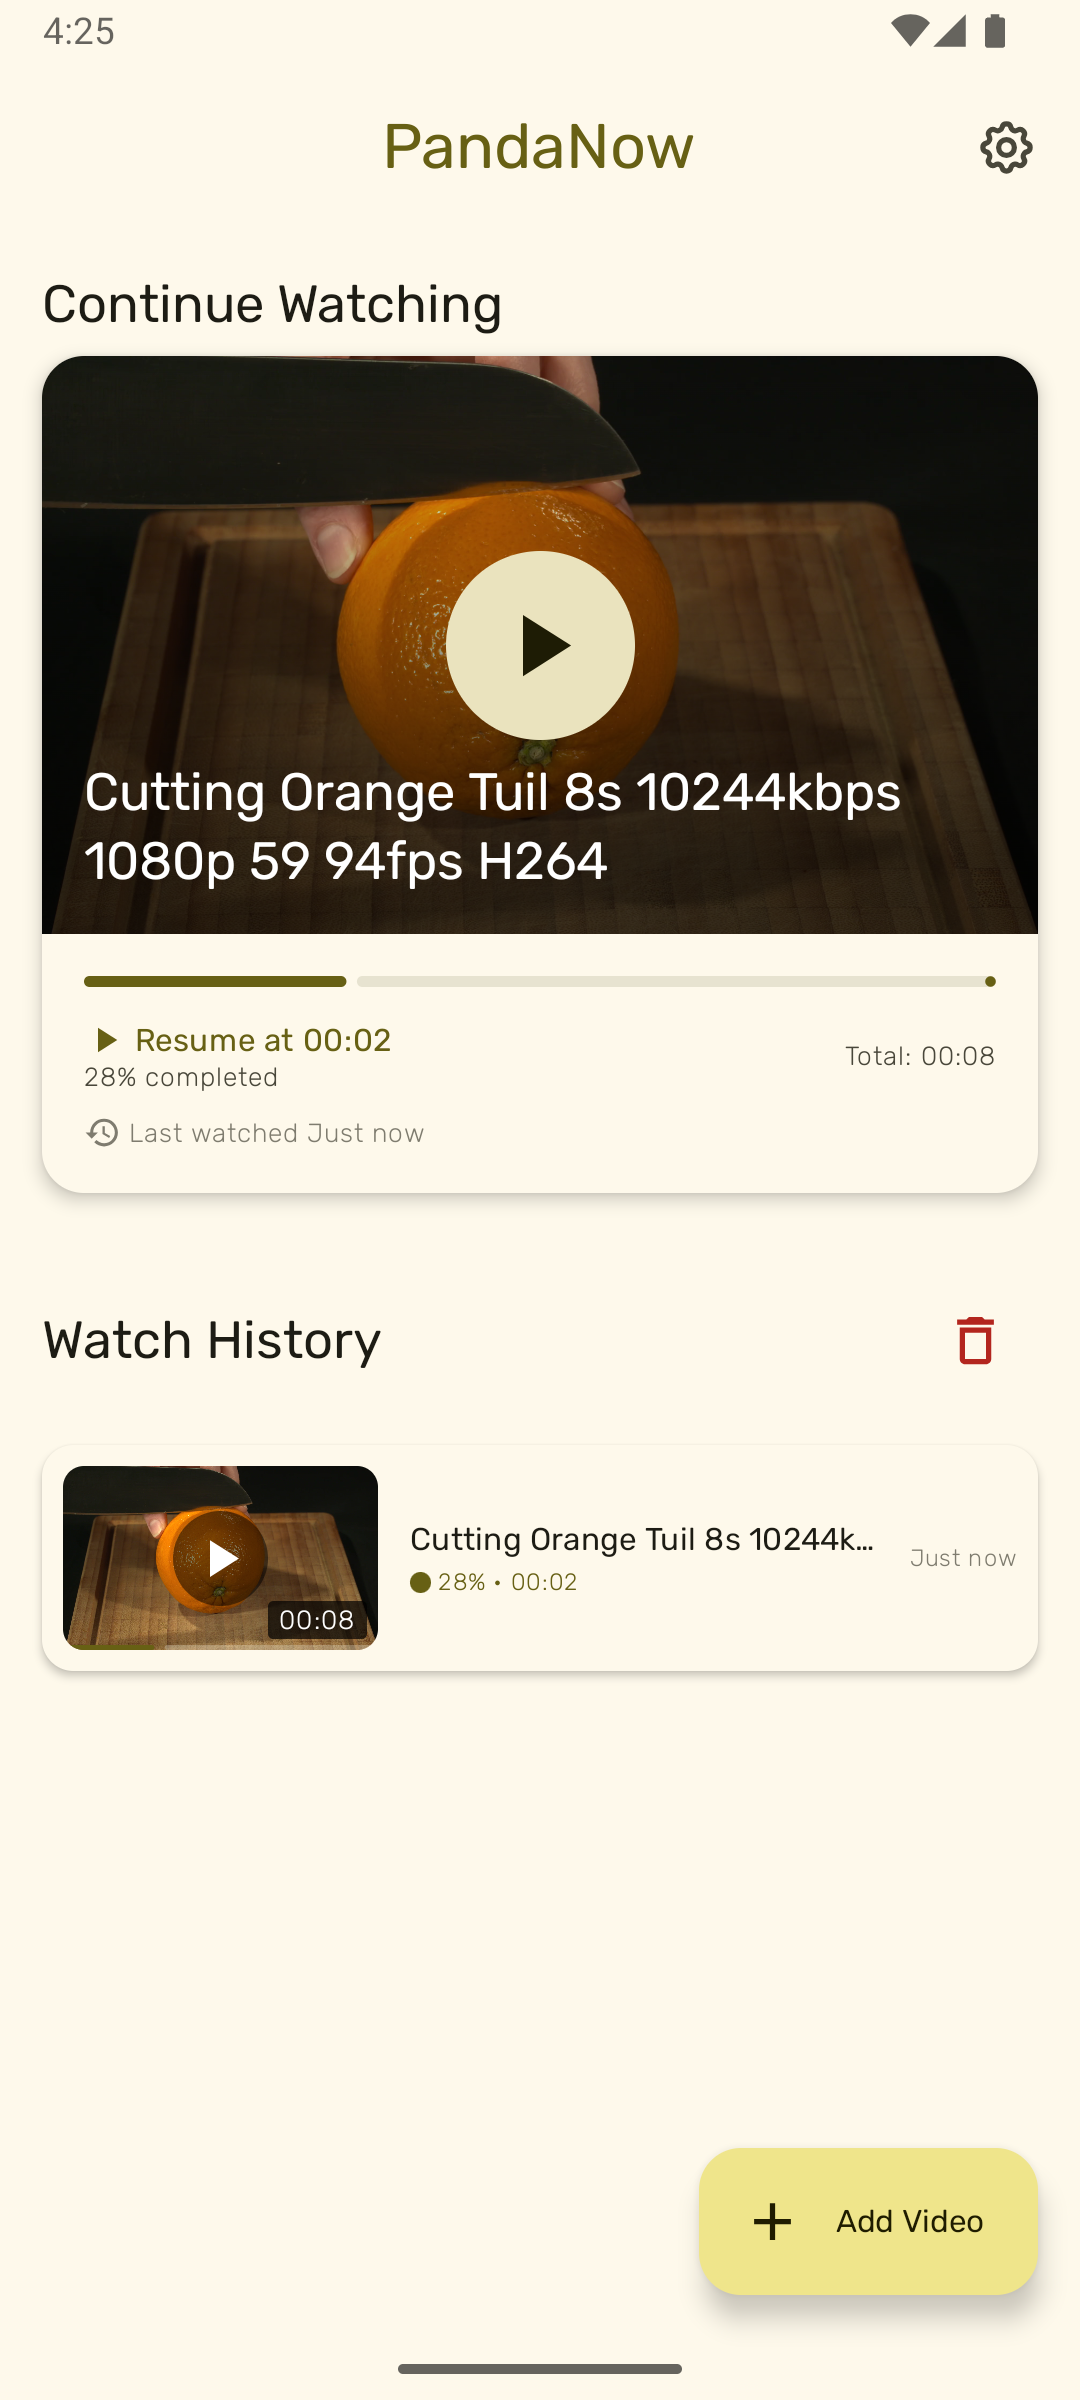 4:25
PandaNow
Continue Watching
Cutting Orange Tuil 8s 10244kbps
1080p 59 94fps H264
Resume at 00:02
28% completed
Total: 00:08
Last watched Just now
Watch History
00:08
Cutting Orange Tuil 8s 10244k...
28% • 00:02
Just now
Add Video